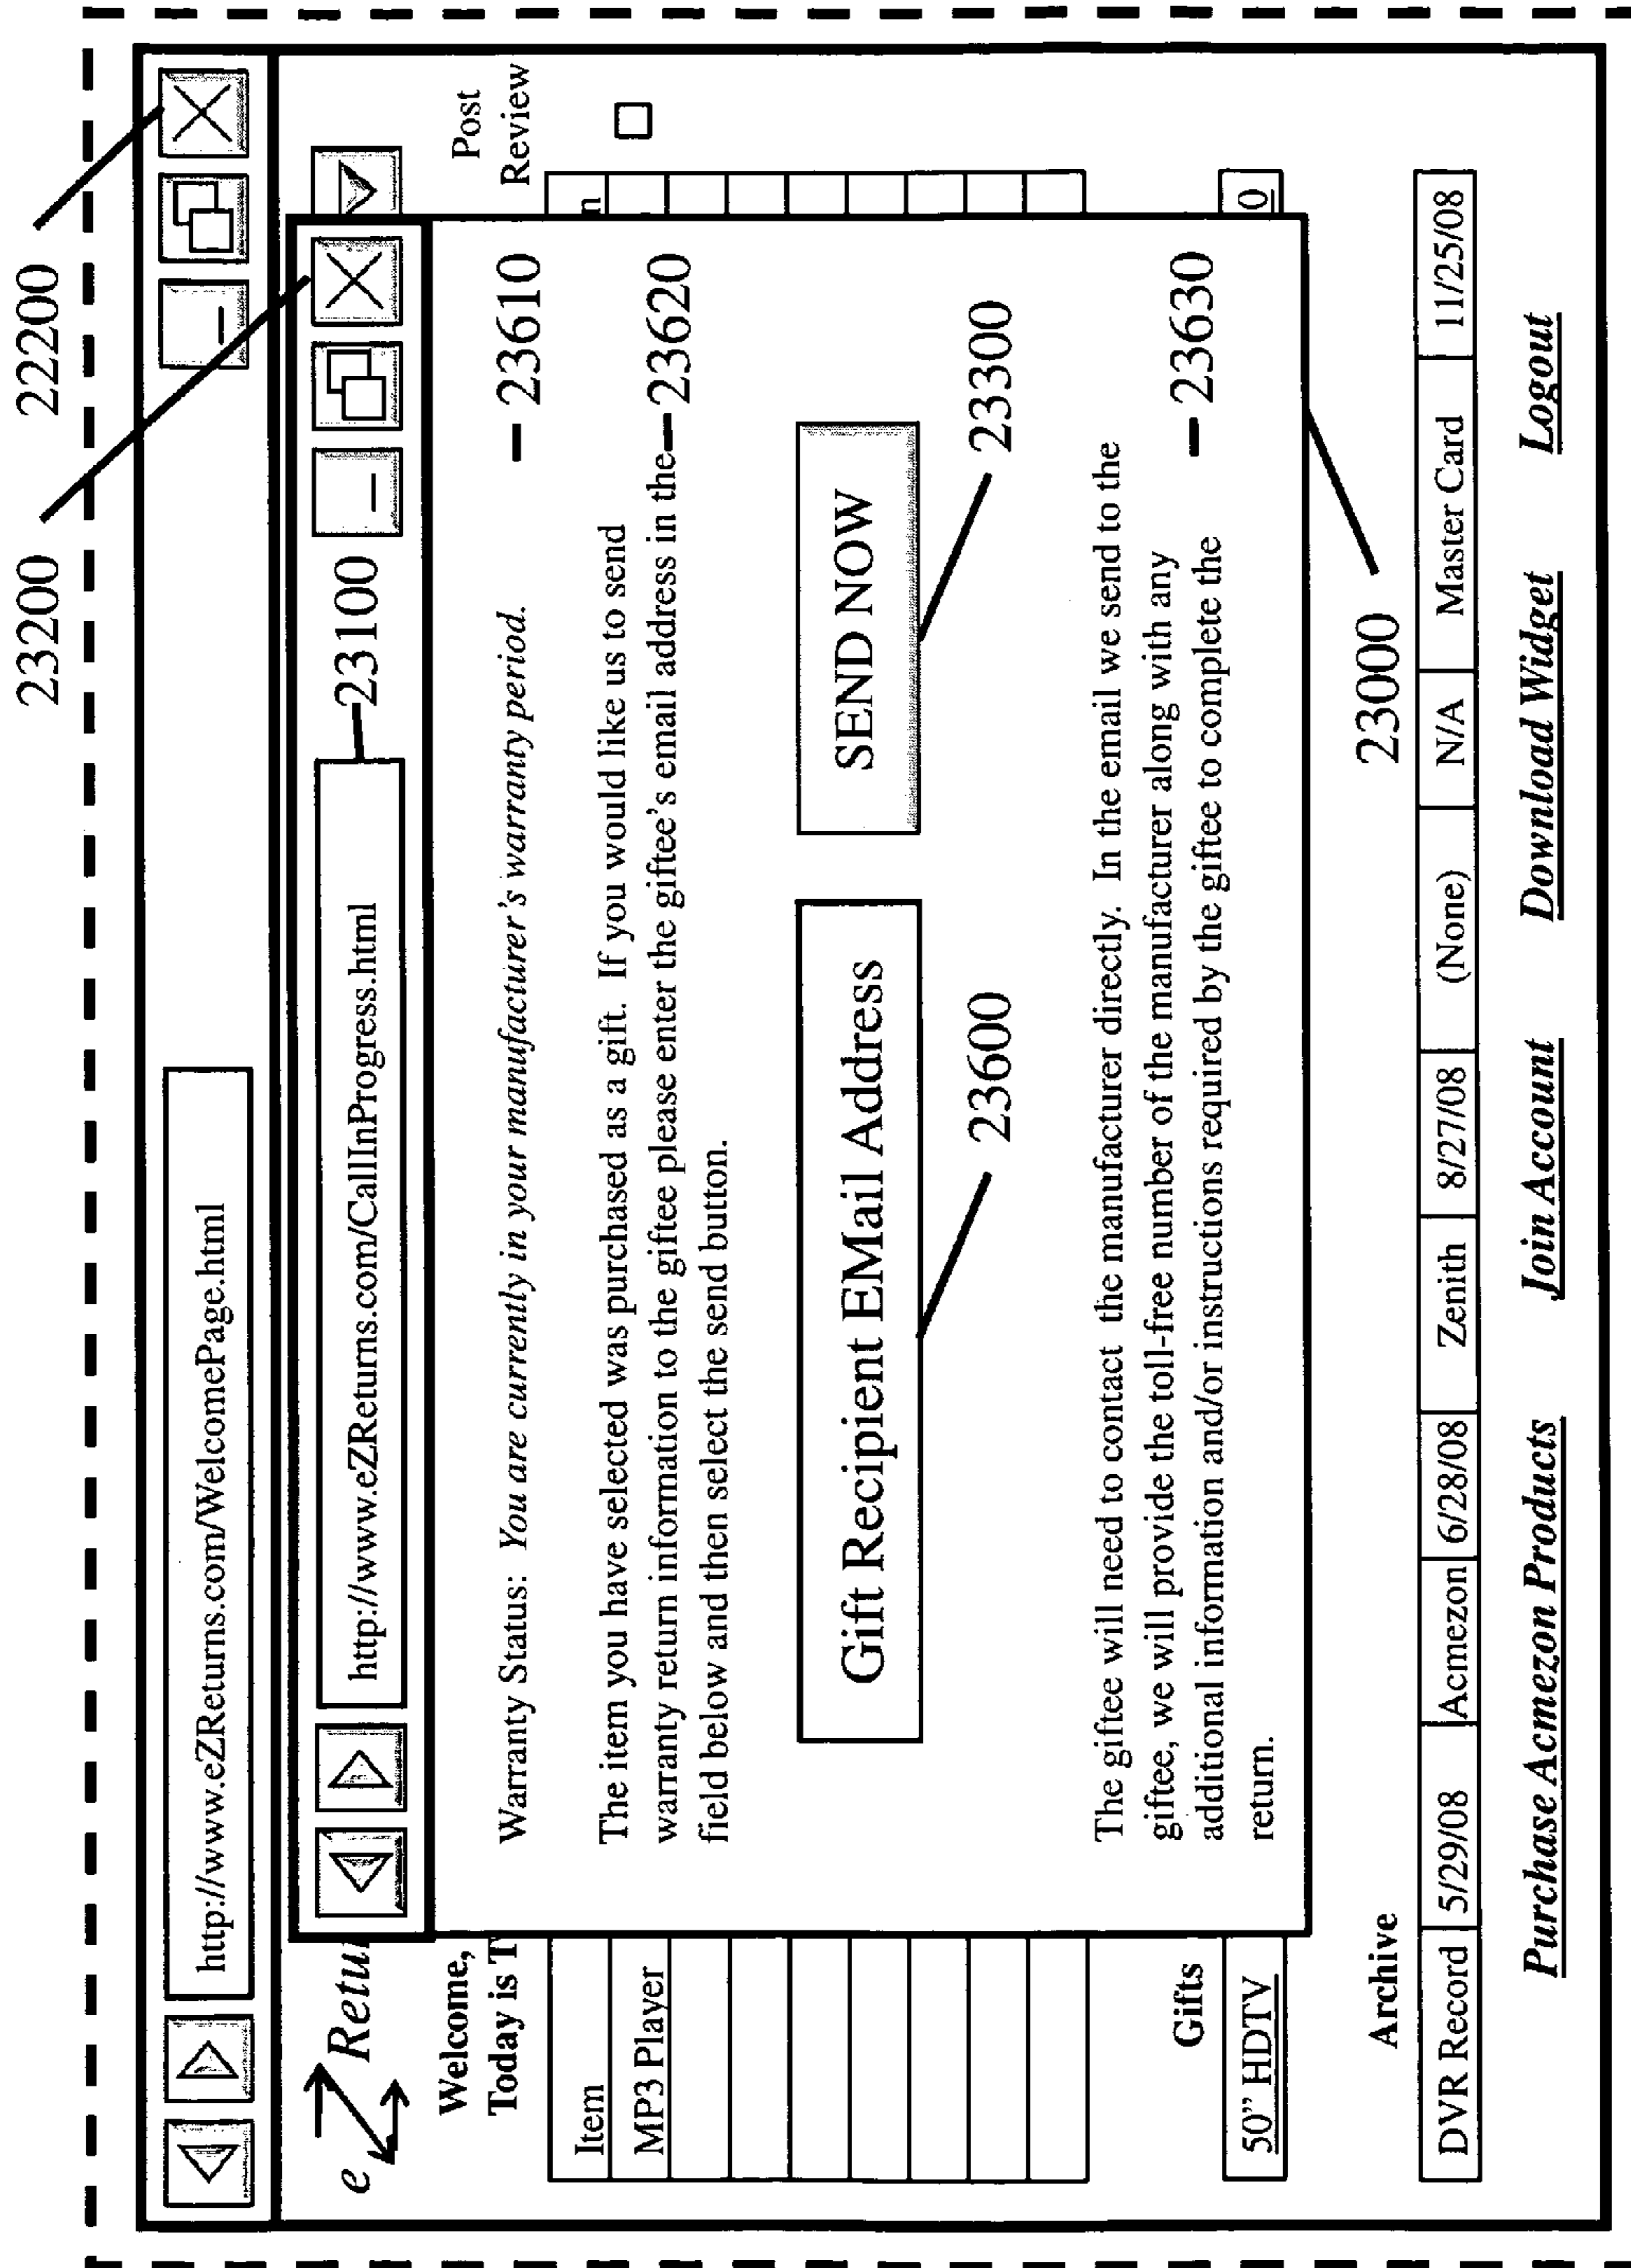 23200 22200
http://www.eZReturns.com/WelcomePage.html
e Retu
http://www.eZReturns.com/CallInProgress.html 23100
Welcome,
Today is T
Post
Review
Warranty Status: You are currently in your manufacturer's warranty period. 23610
Item n
MP3 Player
The item you have selected was purchased as a gift. If you would like us to send
warranty return information to the giftee please enter the giftee's email address in the 23620
field below and then select the send button.
Gift Recipient EMail Address SEND NOW
23600 23300
The giftee will need to contact the manufacturer directly. In the email we send to the
giftee, we will provide the toll-free number of the manufacturer along with any 23630
additional information and/or instructions required by the giftee to complete the
return.
Gifts
50” HDTV 0
23000
Archive
DVR Record 5/29/08 Acmezon 6/28/08 Zenith 8/27/08 (None) N/A Master Card 11/25/08
Purchase Acmezon Products Join Account Download Widget Logout